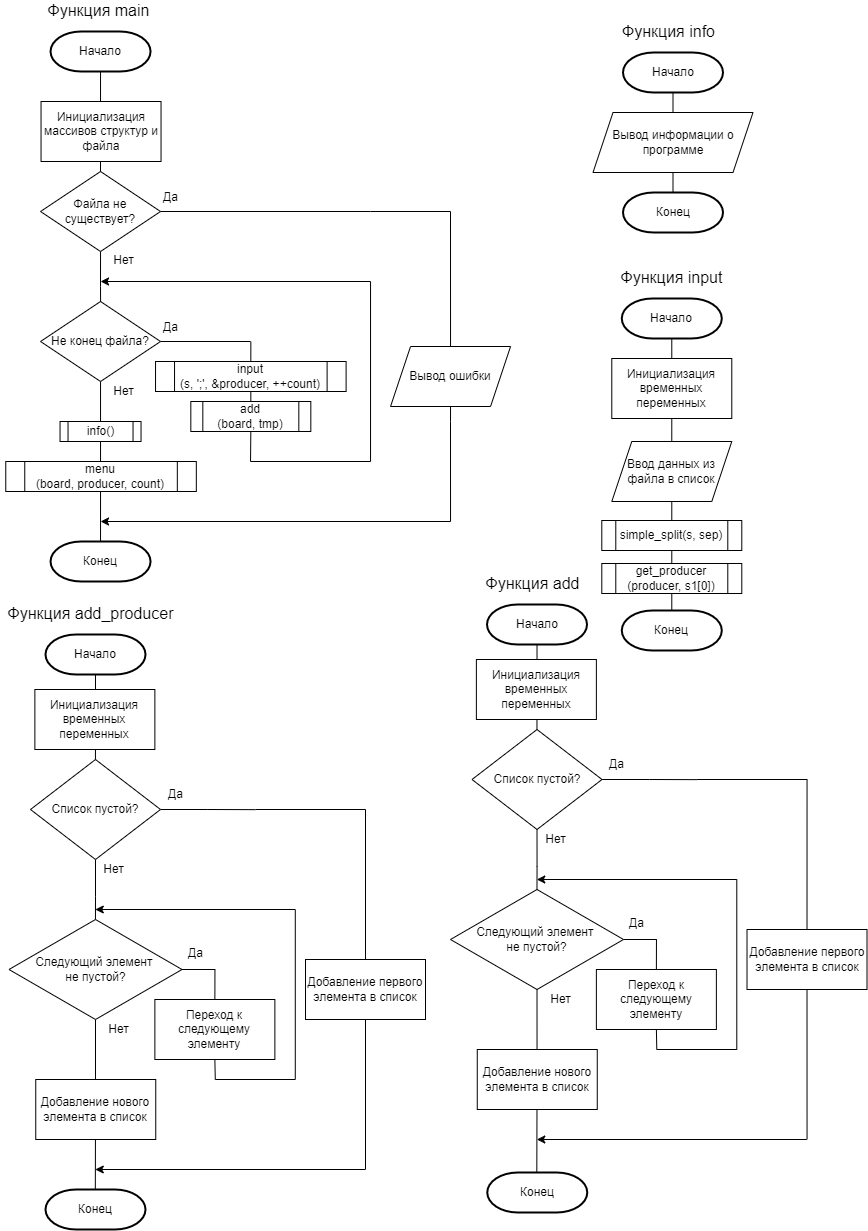 Функция main
Начало
Инициализация
массивов структур и
файла
Файла не
существует?
Да
Нет
Не конец файла?
Да
Нет
input
(s, ';', &producer, ++count)
add
(board, tmp)
info()
menu
(board, producer, count)
Вывод ошибки
Конец
Функция info
Начало
Вывод информации о
программе
Конец
Функция input
Начало
Инициализация
временных
переменных
Ввод данных из
файла в список
simple_split(s, sep)
get_producer
(producer, s1[0])
Конец
Функция add_producer
Начало
Инициализация
временных
переменных
Список пустой?
Да
Нет
Следующий элемент
не пустой?
Да
Нет
Переход к
следующему
элементу
Добавление первого
элемента в список
Добавление нового
элемента в список
Конец
Функция add
Начало
Инициализация
временных
переменных
Список пустой?
Да
Нет
Следующий элемент
не пустой?
Да
Нет
Переход к
следующему
элементу
Добавление первого
элемента в список
Добавление нового
элемента в список
Конец